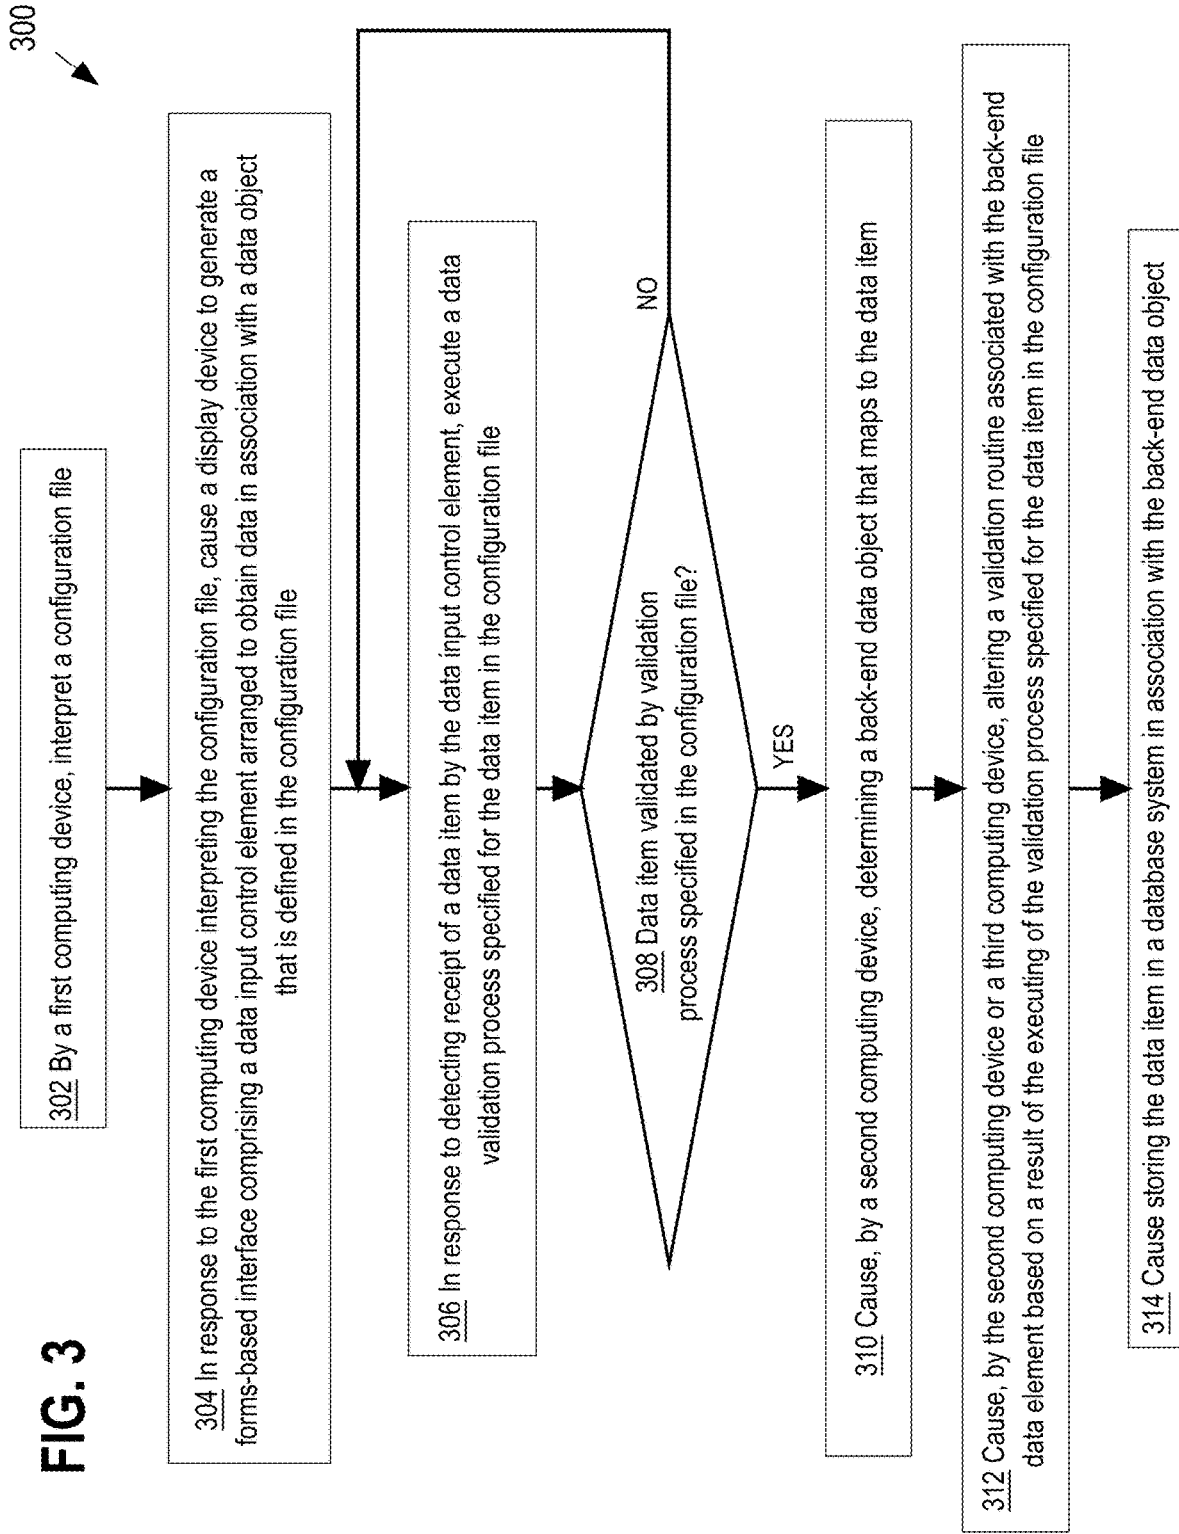 FIG. 3
300
302 By a first computing device, interpret a configuration file
304 In response to the first computing device interpreting the configuration file, cause a display device to generate a
forms-based interface comprising a data input control element arranged to obtain data in association with a data object
that is defined in the configuration file
306 In response to detecting receipt of a data item by the data input control element, execute a data
validation process specified for the data item in the configuration file
308 Data item validated by validation
process specified in the configuration file?
NO
YES
310 Cause, by a second computing device, determining a back-end data object that maps to the data item
312 Cause, by the second computing device or a third computing device, altering a validation routine associated with the back-end
data element based on a result of the executing of the validation process specified for the data item in the configuration file
314 Cause storing the data item in a database system in association with the back-end data object